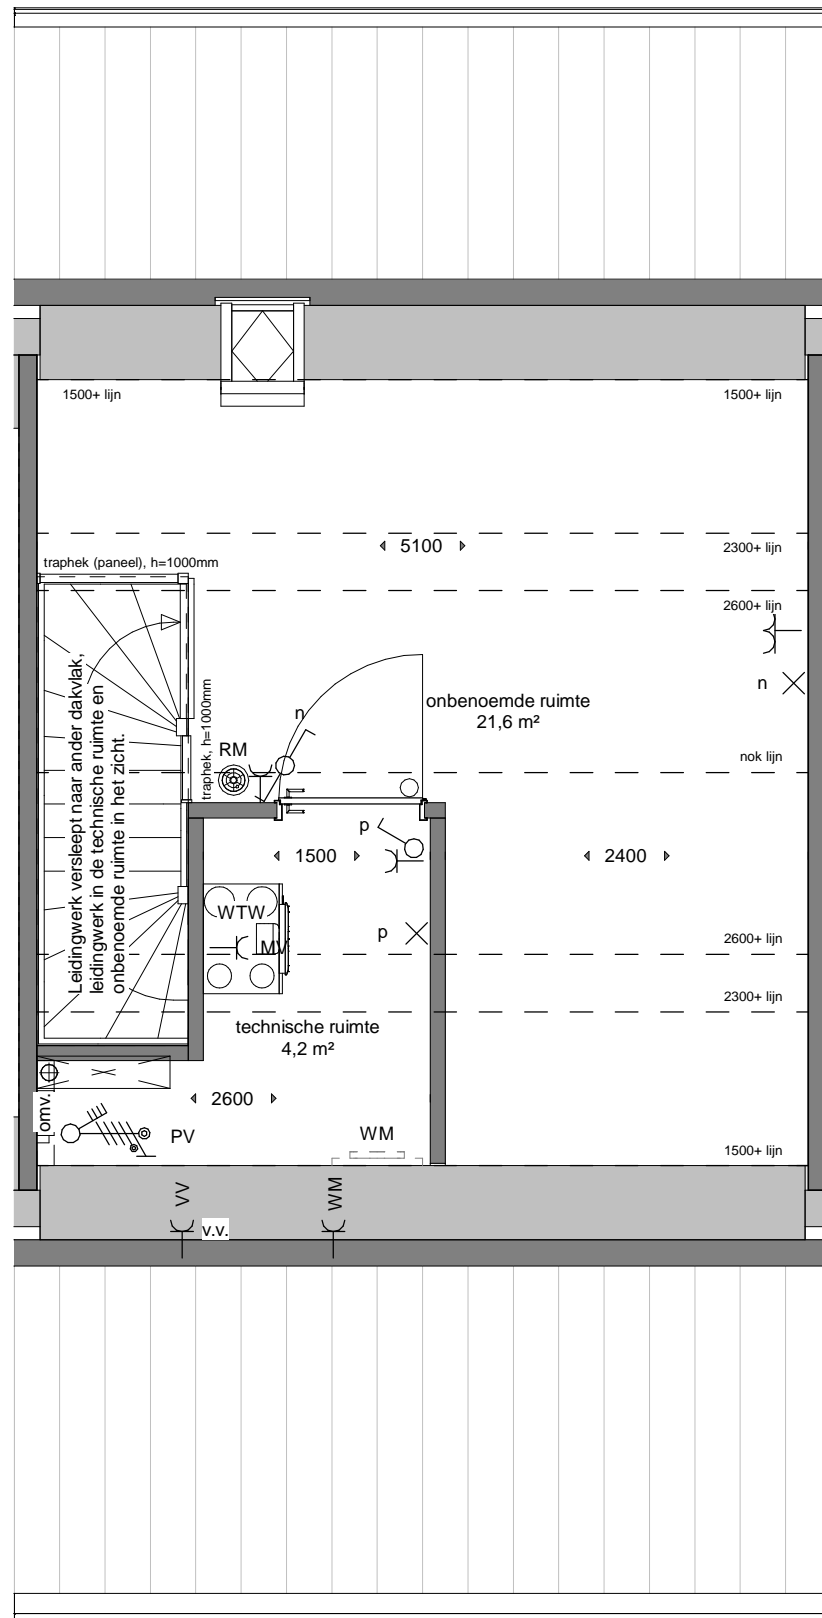 1500+ lijn
1500+ lijn
5100
2300+ lijn
traphek (paneel), h=1000mm
2600+ lijn
Leidingwerk versleept naar ander dakvlak,
leidingwerk in de technische ruimte en
onbenoemde ruimte in het zicht.
traphek, h=1000mm
n
onbenoemde ruimte
21,6 m²
n
RM
nok lijn
p
1500
2400
WTW
MV
p
2600+ lijn
2300+ lijn
technische ruimte
4,2 m²
2600
omv.
PV
WM
1500+ lijn
VV
WM
v.v.